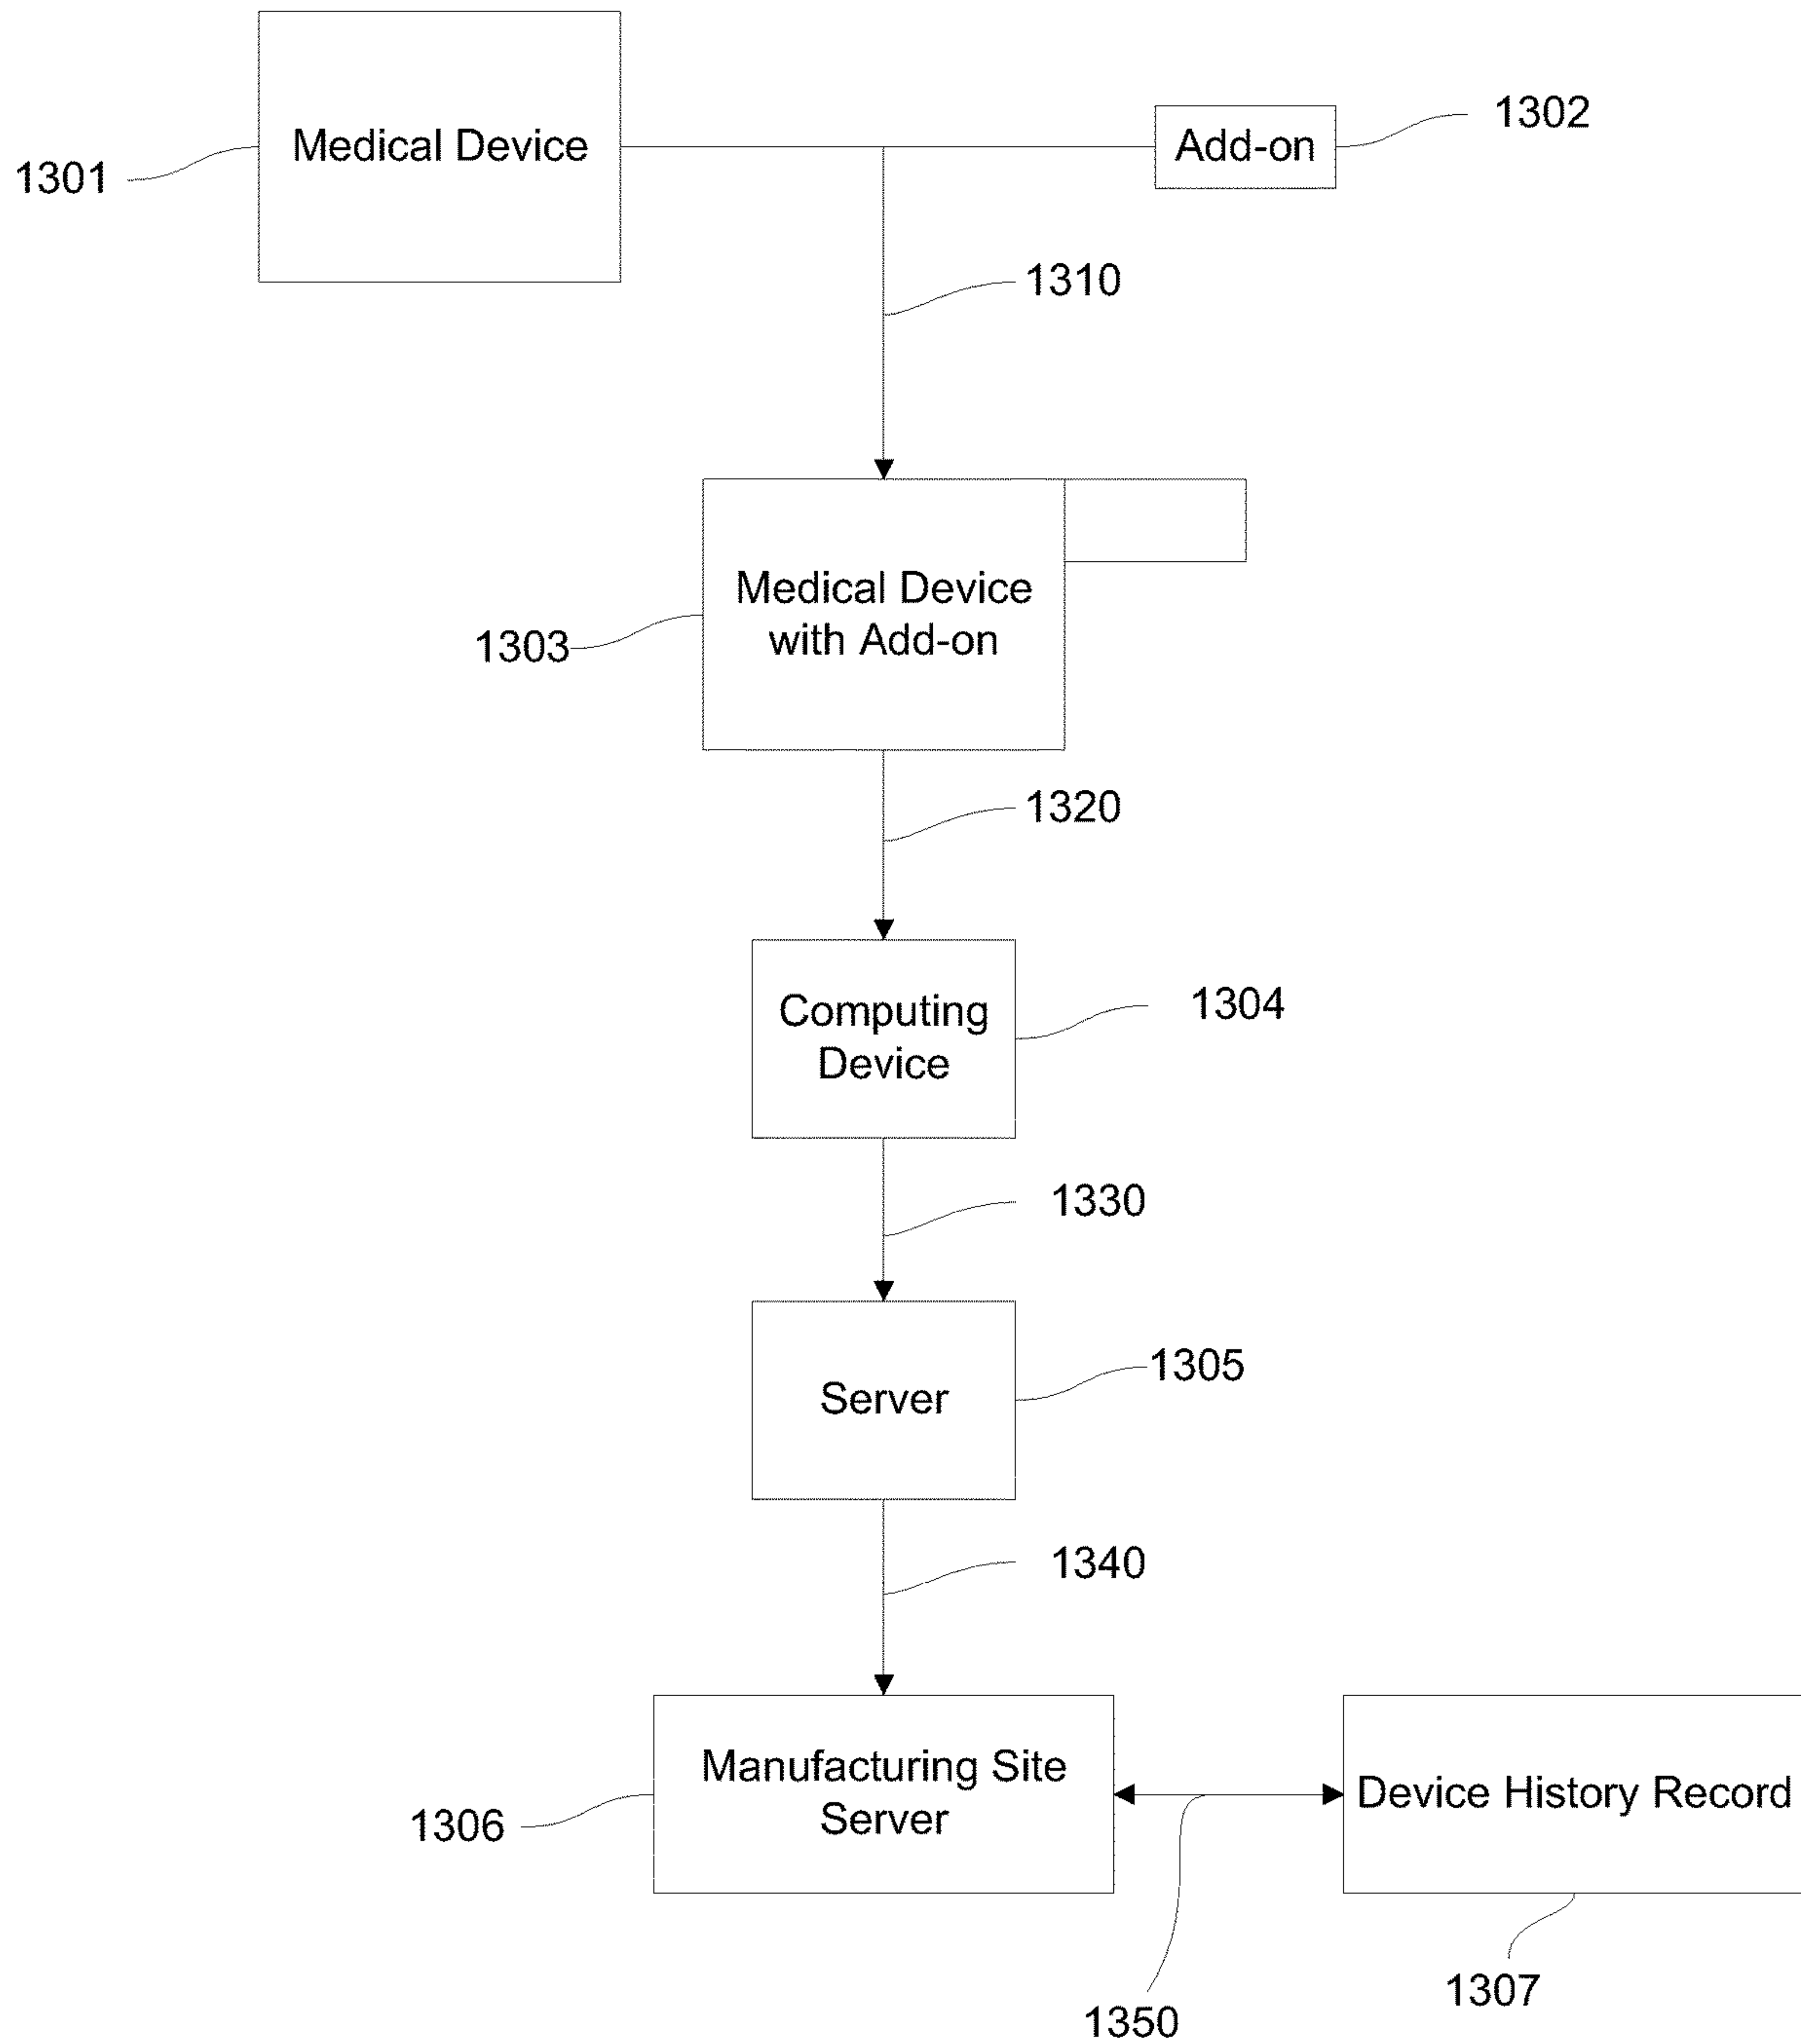 1302
Medical Device
Add-on
1301
1310
Medical Device
with Add-on
1303
1320
Computing
Device
1304
1330
1305
Server
1340
Manufacturing Site
Server
Device History Record
1306
1307
1350